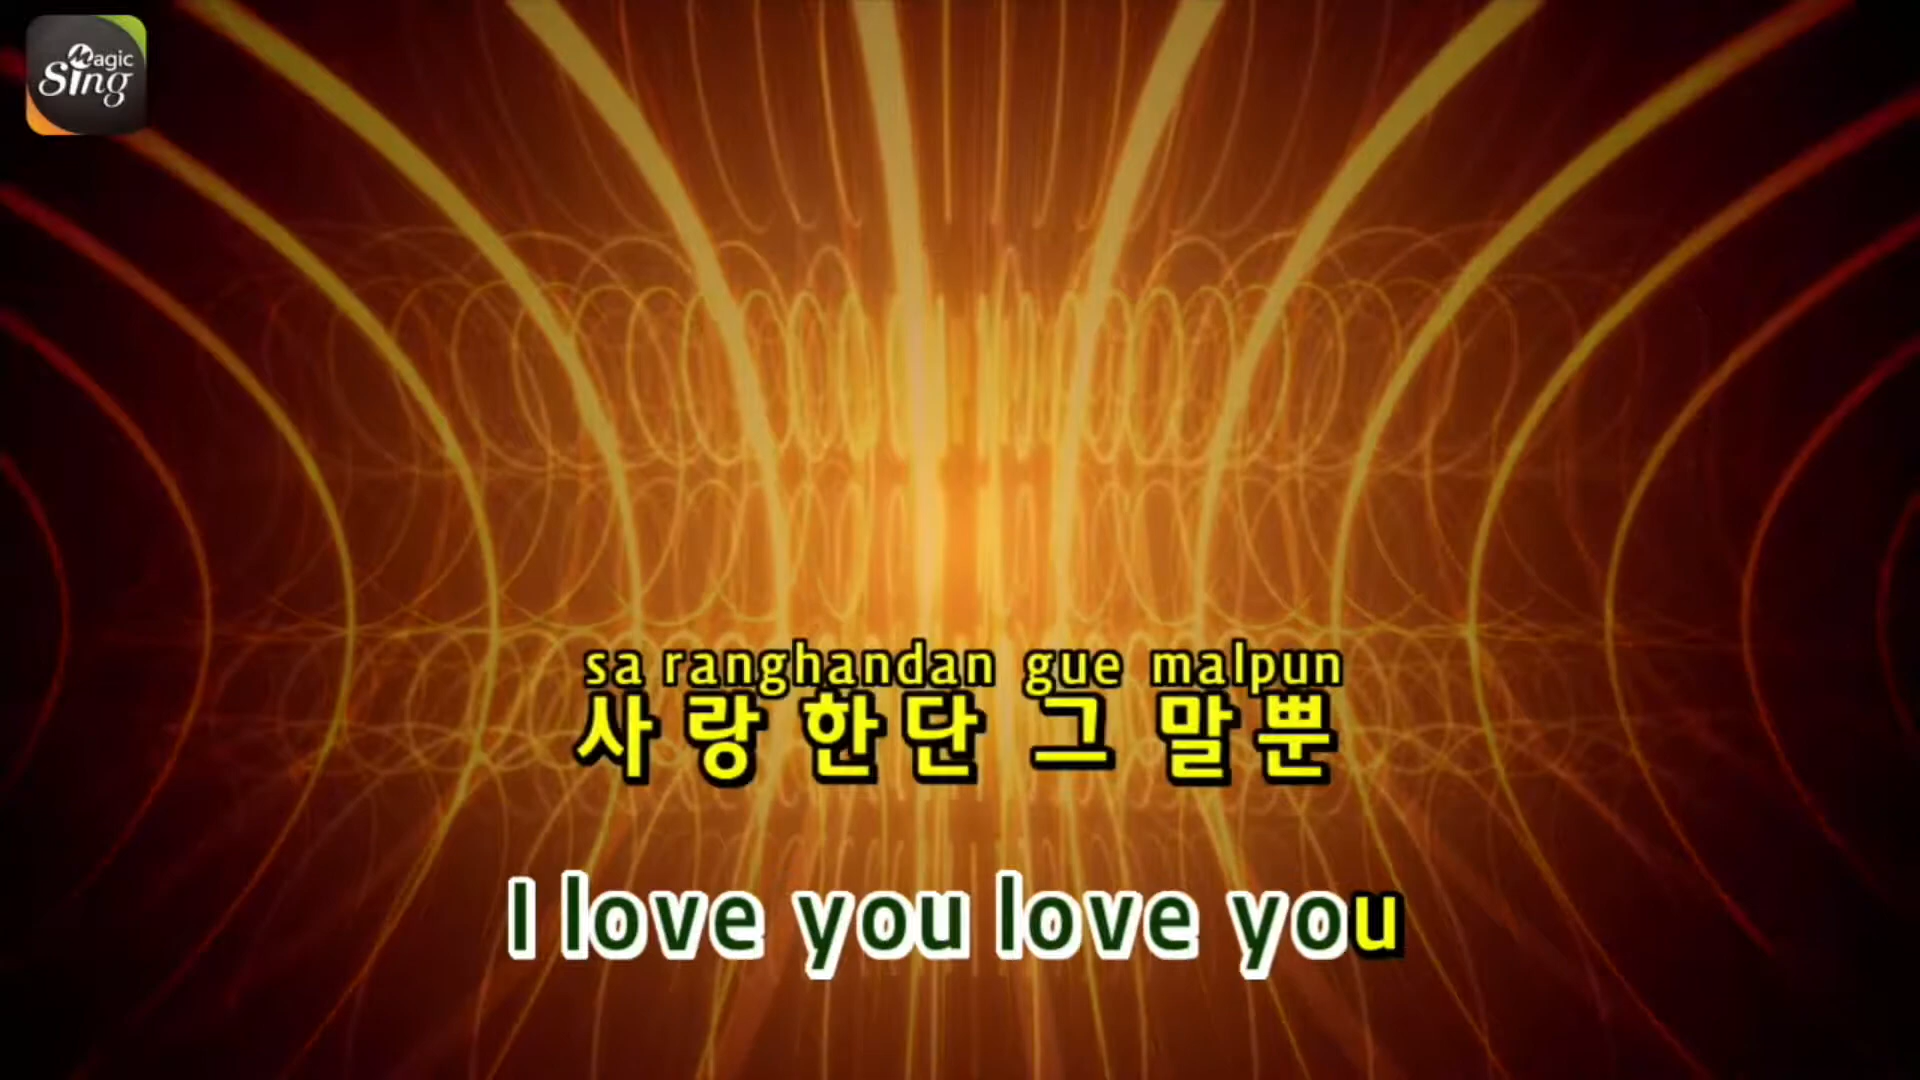 Magic
Sing
sa ranghandan gue malpun
사랑한단 그 말뿐
I love you love you